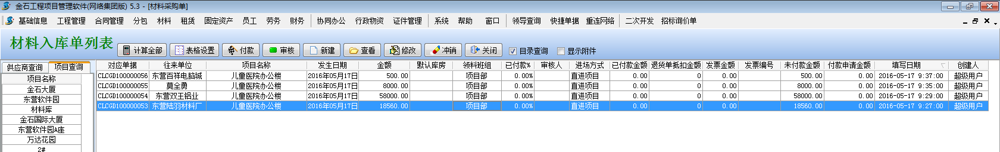 金石工程项目管理软件(网络集团版) 5.3 - [材料采购单]
基础信息 工程管理 合同管理 分包 材料 租赁 固定资产 员工 劳务 财务 协同办公 行政物资 证件管理 系统 帮助 窗口 领导查询 快捷单据 重连网络 二次开发 招标询价单
材料入库单列表 计算全部 表格设置 付款 审核 新建 查看 修改 冲销 关闭 目录查询 显示附件
供应商查询 项目查询
项目名称
金石大厦
东营软件园
材料库
金石国际大厦
东营软件园A座
万达花园
2#
对应单据 往来单位 项目名称 发生日期 金额 默认库房 领料班组 已付款% 审核人 进场方式 已付款金额 退货单抵扣金额 发票金额 发票编号 未付款金额 付款申请金额 填写日期 创建人
CLCGD100000056 东营百祥电脑城 儿童医院办公楼 2016年05月17日 500.00 项目部 0.00% 直进项目 0.00 0 0.00 500.00 0.00 2016-05-17 9:37:00 超级用户
CLCGD100000055 莫全勇 儿童医院办公楼 2016年05月17日 8000.00 项目部 0.00% 直进项目 0.00 0 0.00 8000.00 0.00 2016-05-17 9:35:00 超级用户
CLCGD100000054 东营双王铝业 儿童医院办公楼 2016年05月17日 58000.00 项目部 0.00% 直进项目 0.00 0 0.00 58000.00 0.00 2016-05-17 9:29:00 超级用户
CLCGD100000053 东营陆羽材料厂 儿童医院办公楼 2016年05月17日 18560.00 项目部 0.00% 直进项目 0.00 0 0.00 18560.00 0.00 2016-05-17 9:27:00 超级用户